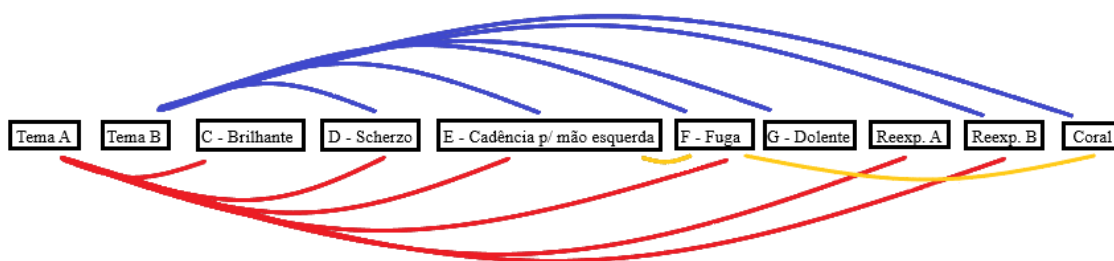 Tema A
Tema B
C - Brilhante
D - Scherzo
E - Cadência p/ mão esquerda
F - Fuga
G - Dolente
Reexp. A
Reexp. B
Coral